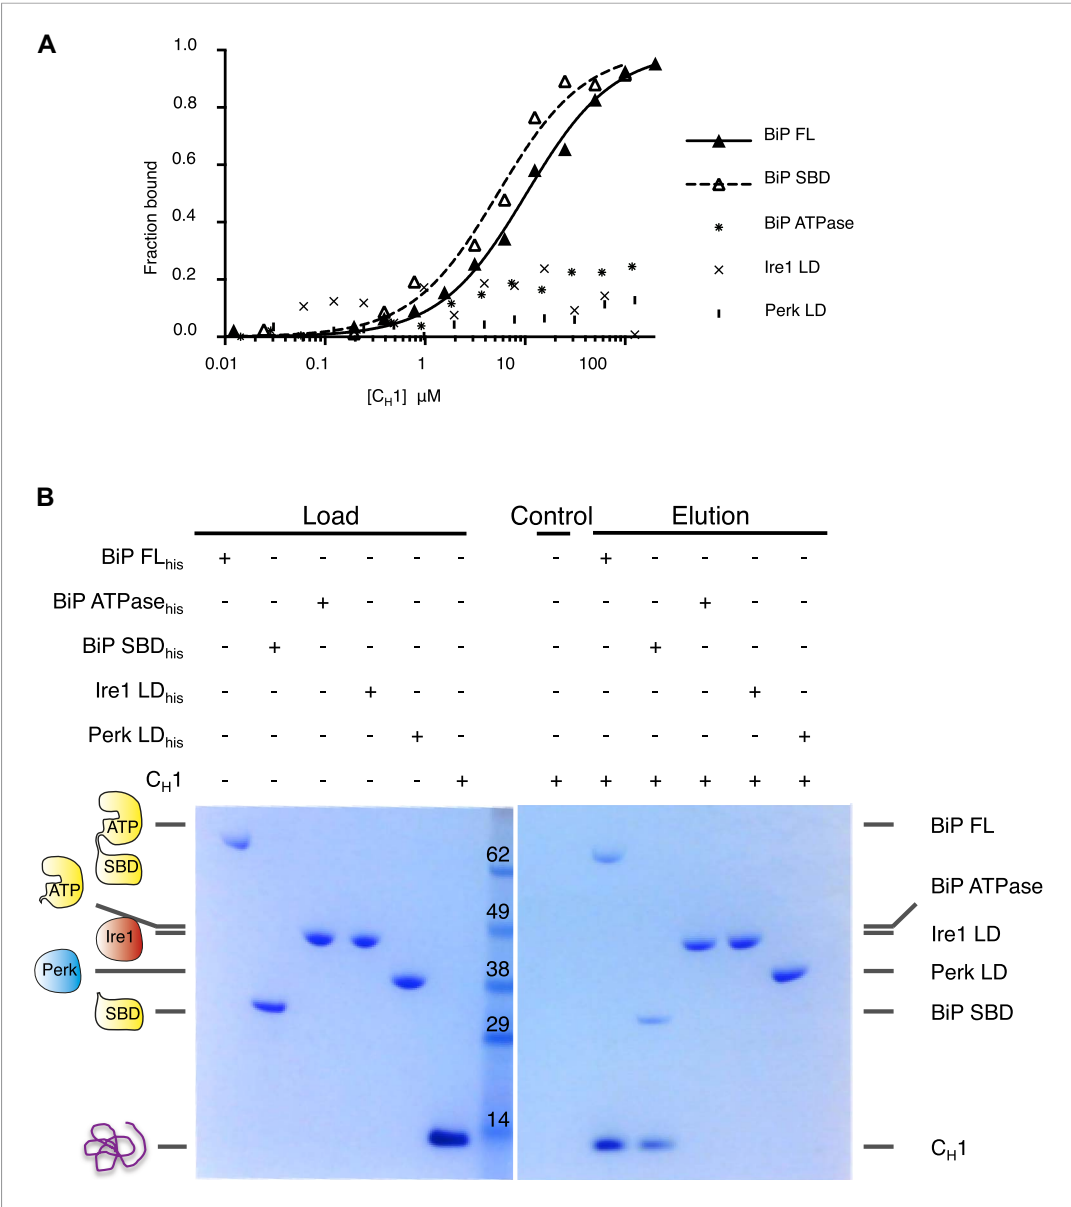 A
1.0
0.8
0.6
0.4
0.2
0.0
Fraction bound
0.01 0.1 1 10 100
[CH1] µM
BiP FL
BiP SBD
BiP ATPase
Ire1 LD
Perk LD
B
Load Control Elution
BiP FLhis + - - - - - - + - - - -
BiP ATPasehis - - + - - - - - - + - -
BiP SBDhis - + - - - - - - + - - -
Ire1 LDhis - - - + - - - - - - + -
Perk LDhis - - - - + - - - - - - +
CH1 - - - - - + + + + + + +
ATP
SBD
ATP
Ire1
Perk
SBD
62
49
38
29
14
BiP FL
BiP ATPase
Ire1 LD
Perk LD
BiP SBD
CH1